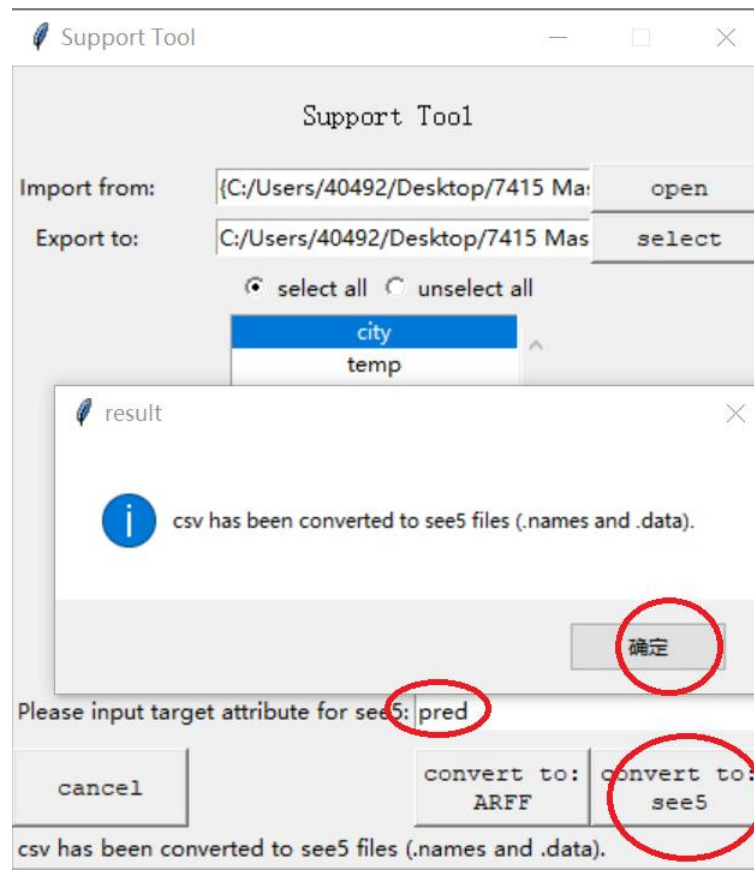 Support Tool
Support Tool
Import from: {C:/Users/40492/Desktop/7415 Ma open
Export to: C:/Users/40492/Desktop/7415 Mas select
select all unselect all
city
temp
result
csv has been converted to see5 files (.names and .data).
确定
Please input target attribute for see5: pred
cancel
convert to:
ARFF
convert to:
see5
csv has been converted to see5 files (.names and .data).